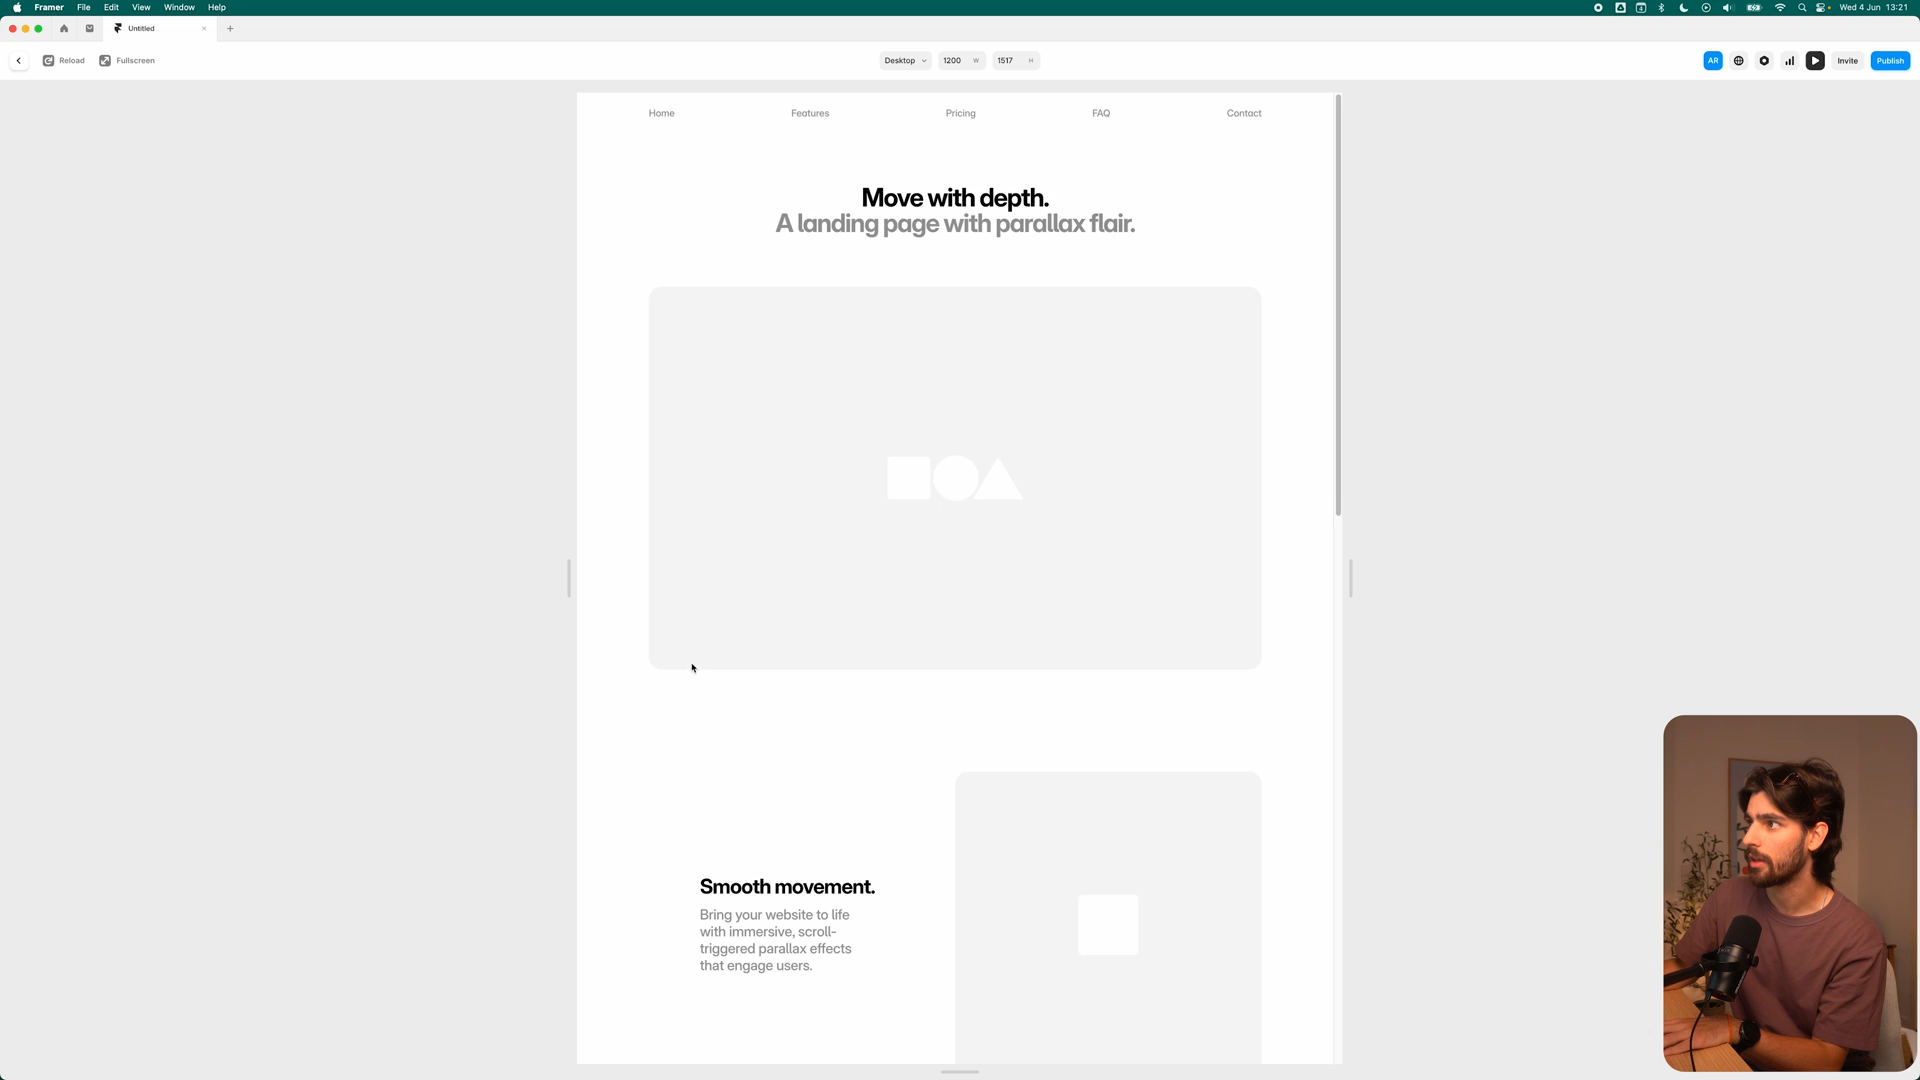 Framer File Edit View Window Help
Wed 4 Jun 13:21
Untitled
Reload Fullscreen
Desktop 1200 W 1517 H
AR Invite Publish
Home Features Pricing FAQ Contact
Move with depth.
A landing page with parallax flair.
Smooth movement.
Bring your website to life
with immersive, scroll-
triggered parallax effects
that engage users.